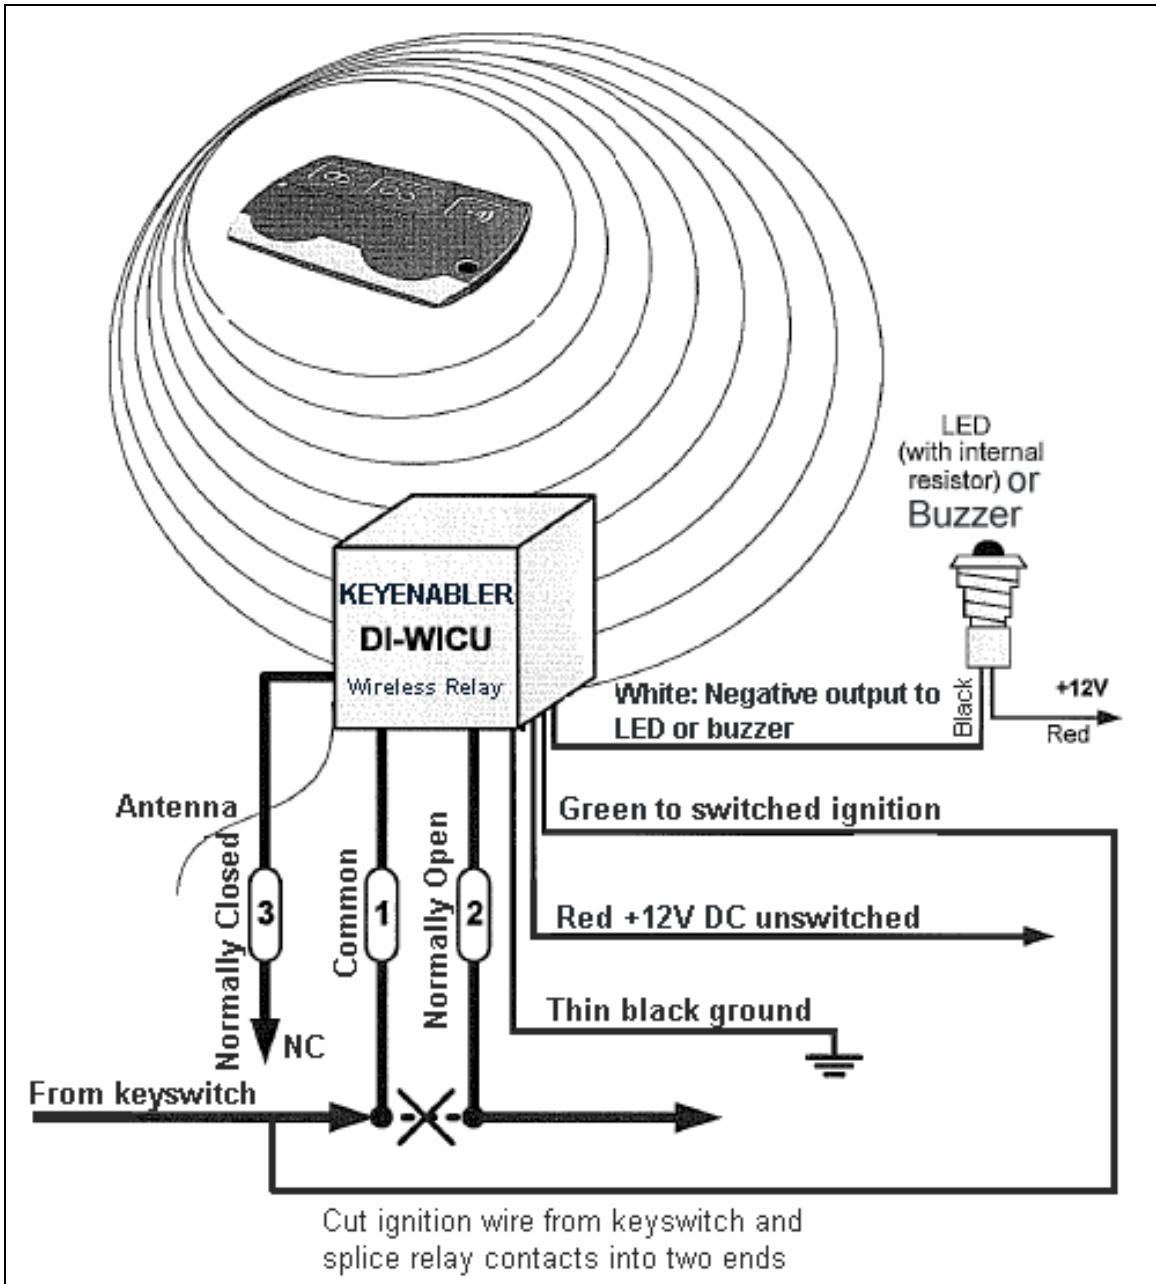 LED
(with internal
resistor) or
Buzzer
KEYENABLER
DI-WICU
Wireless Relay
White: Negative output to
LED or buzzer
Black
+12V
Red
Antenna
Green to switched ignition
Normally Closed
3
Common
1
Normally Open
2
Red +12V DC unswitched
Thin black ground
NC
From keyswitch
Cut ignition wire from keyswitch and
splice relay contacts into two ends